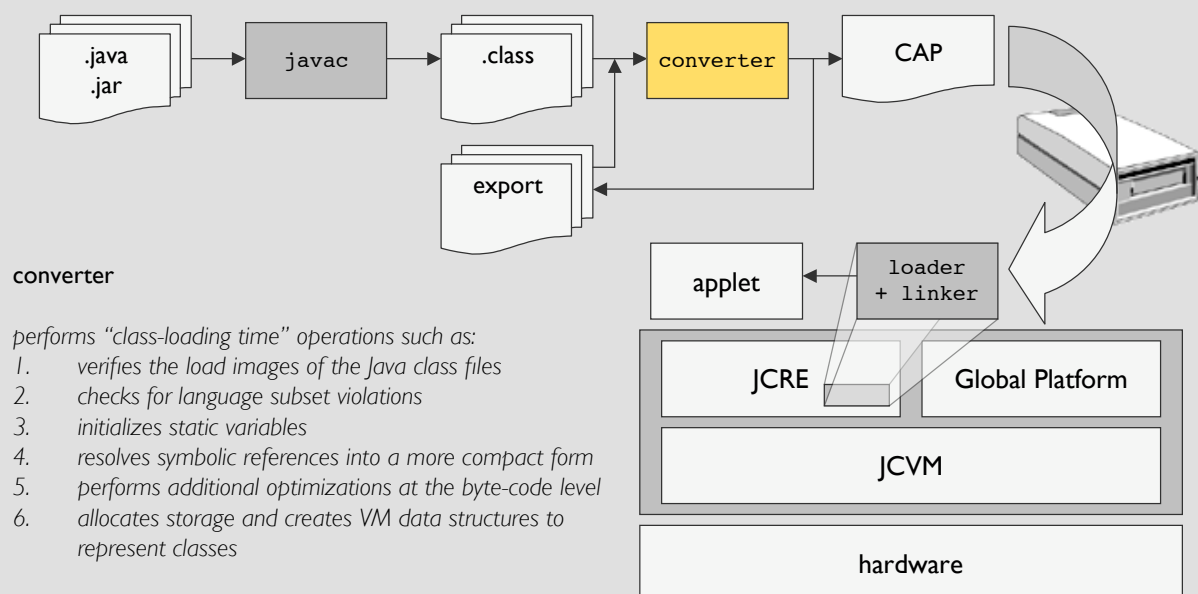 .java
.jar
javac
.class
converter
CAP
export
applet
loader
+ linker
converter
performs “class-loading time” operations such as:
1. verifies the load images of the Java class files
2. checks for language subset violations
3. initializes static variables
4. resolves symbolic references into a more compact form
5. performs additional optimizations at the byte-code level
6. allocates storage and creates VM data structures to
represent classes
JCRE
Global Platform
JCVM
hardware